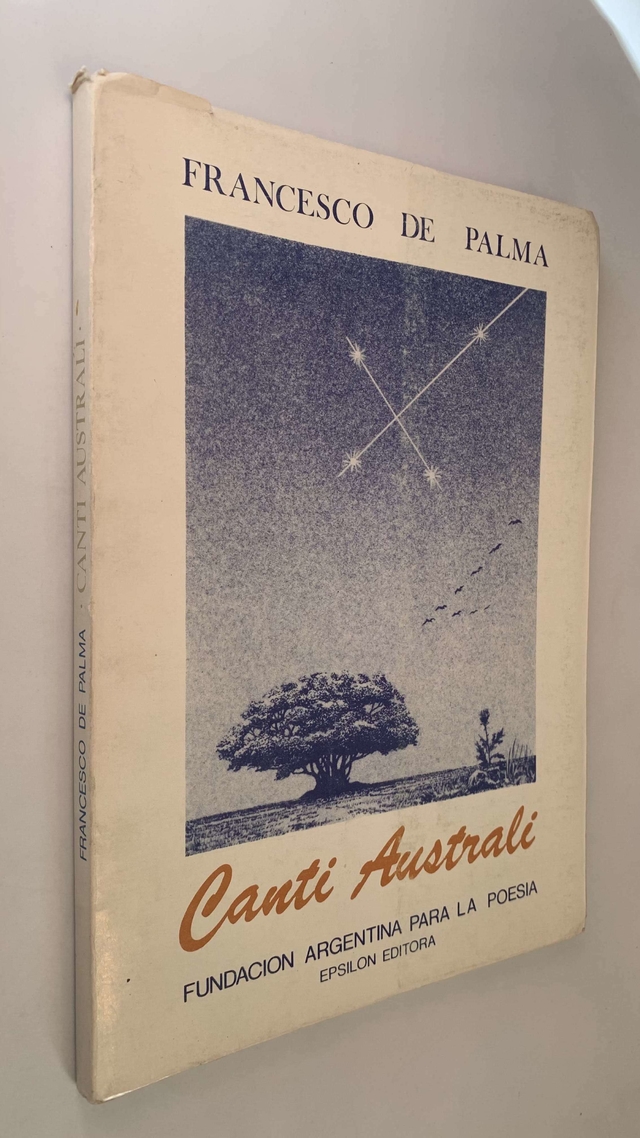 FRANCESCO DE PALMA
Canti Australi
FUNDACION ARGENTINA PARA LA POESIA
EPSILON EDITORA
FRANCESCO DE PALMA · CANTI AUSTRALI ·